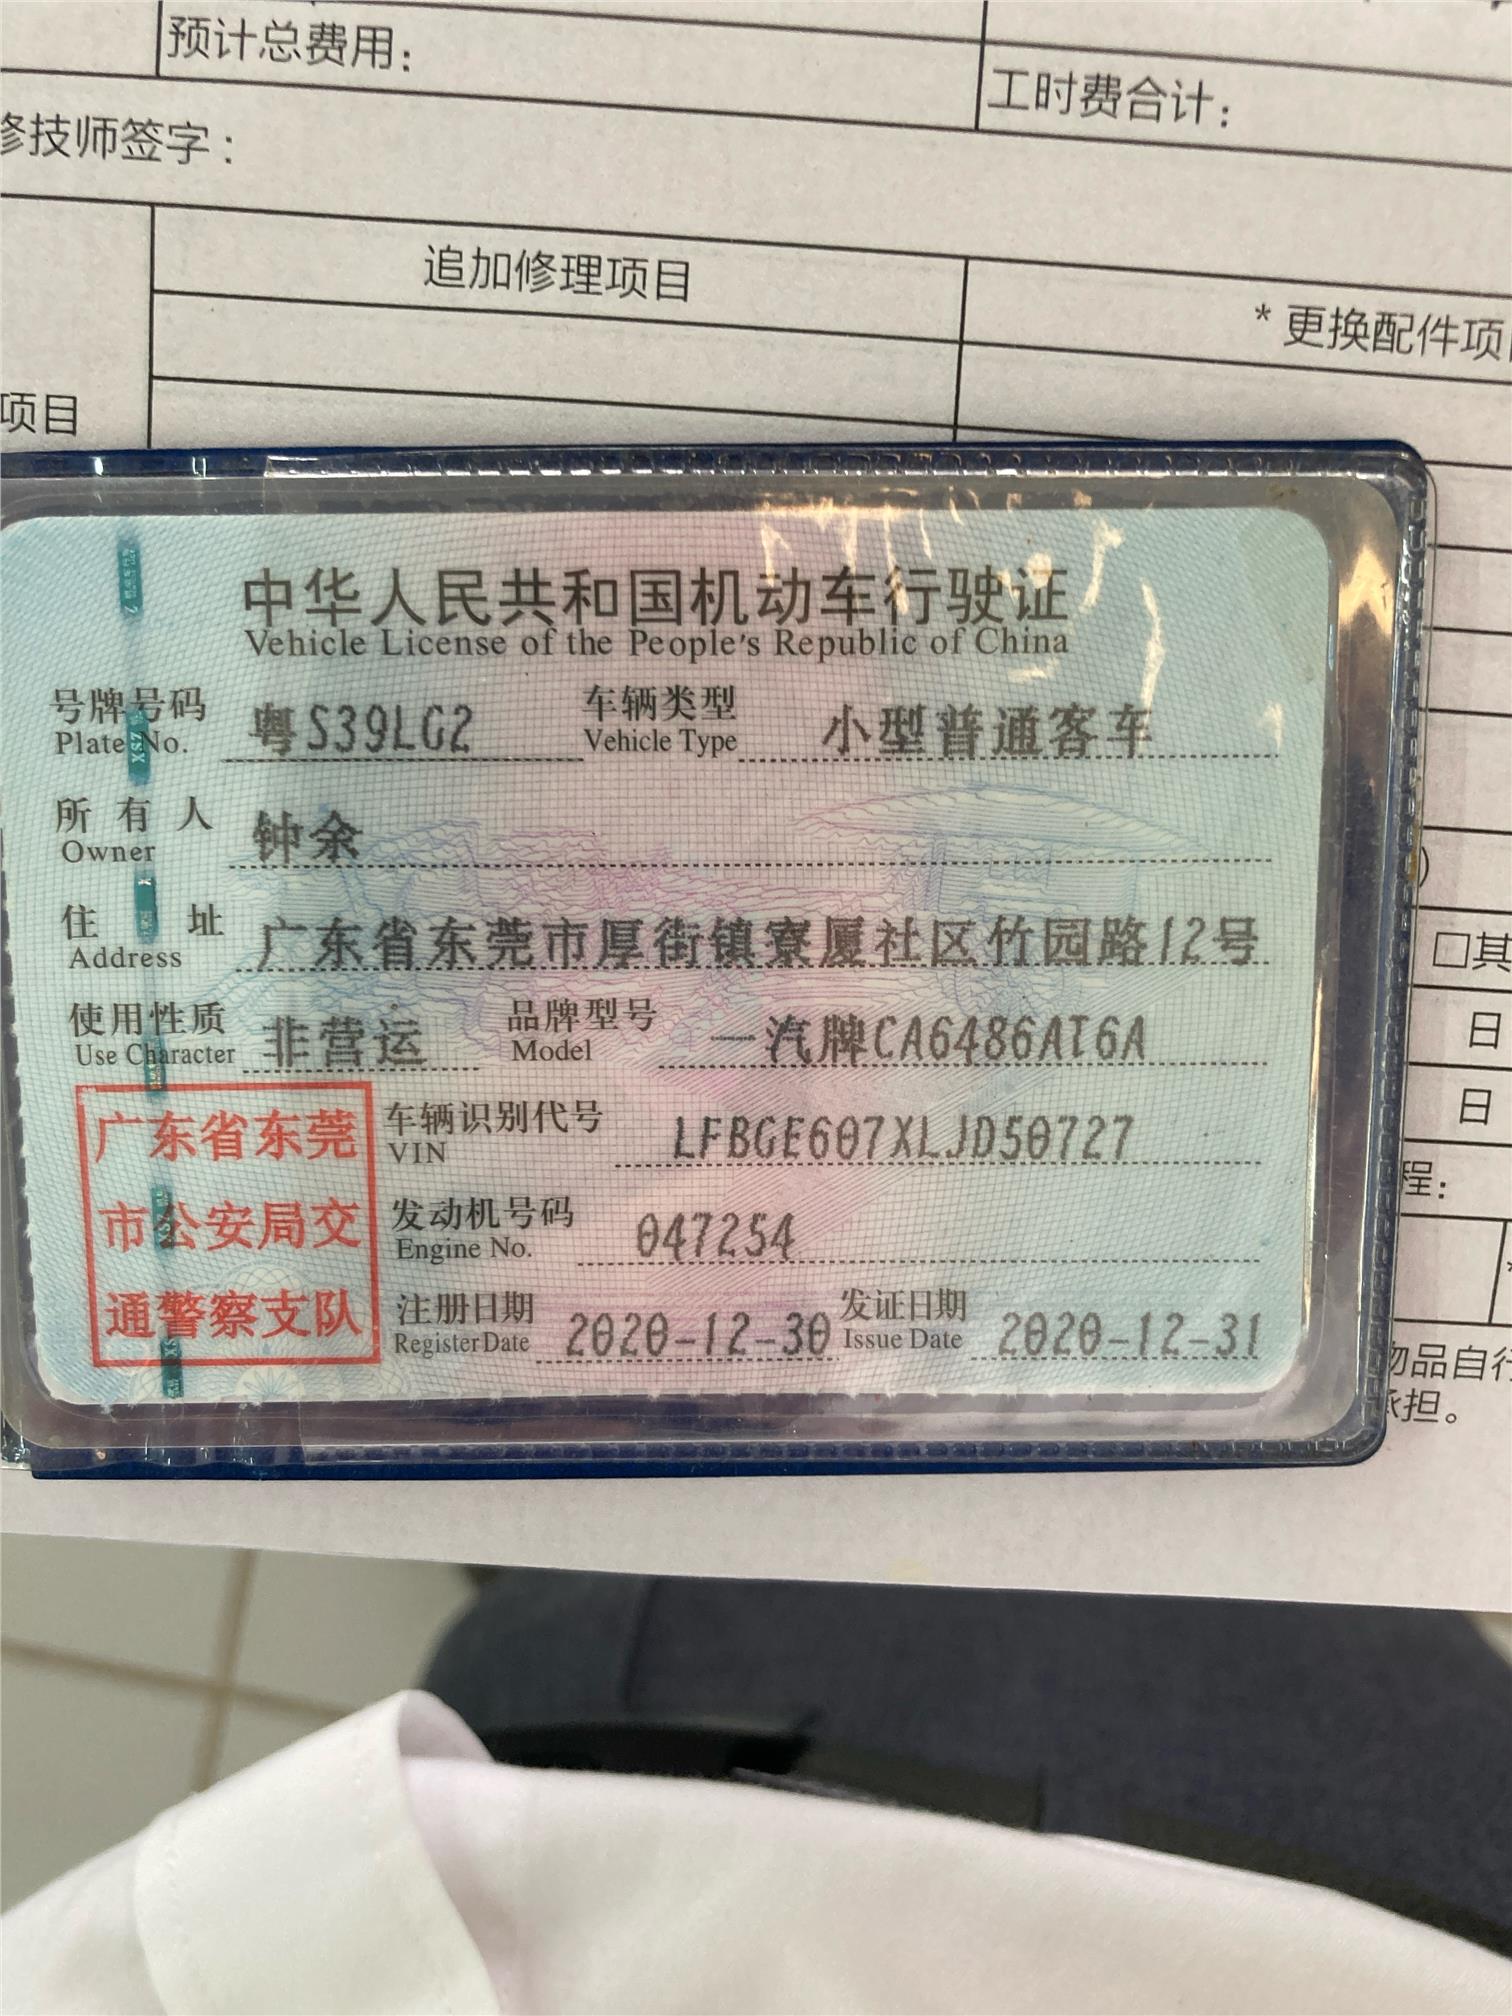 预计总费用：
工时费合计：
修技师签字：
追加修理项目
* 更换配件项目
项目
中华人民共和国机动车行驶证
Vehicle License of the People's Republic of China
号牌号码 粤S39LG2 车辆类型 小型普通客车
Plate No. Vehicle Type
所有人 钟余
Owner
住址 广东省东莞市厚街镇寮厦社区竹园路12号
Address
使用性质 非营运 品牌型号 一汽牌CA6486AT6A
Use Character Model
广东省东莞
市公安局交
通警察支队
车辆识别代号 LFBGE607XLJD50727
VIN
发动机号码 047254
Engine No.
注册日期 2020-12-30 发证日期 2020-12-31
Register Date Issue Date
□其
日
日
程：
物品自行
承担。